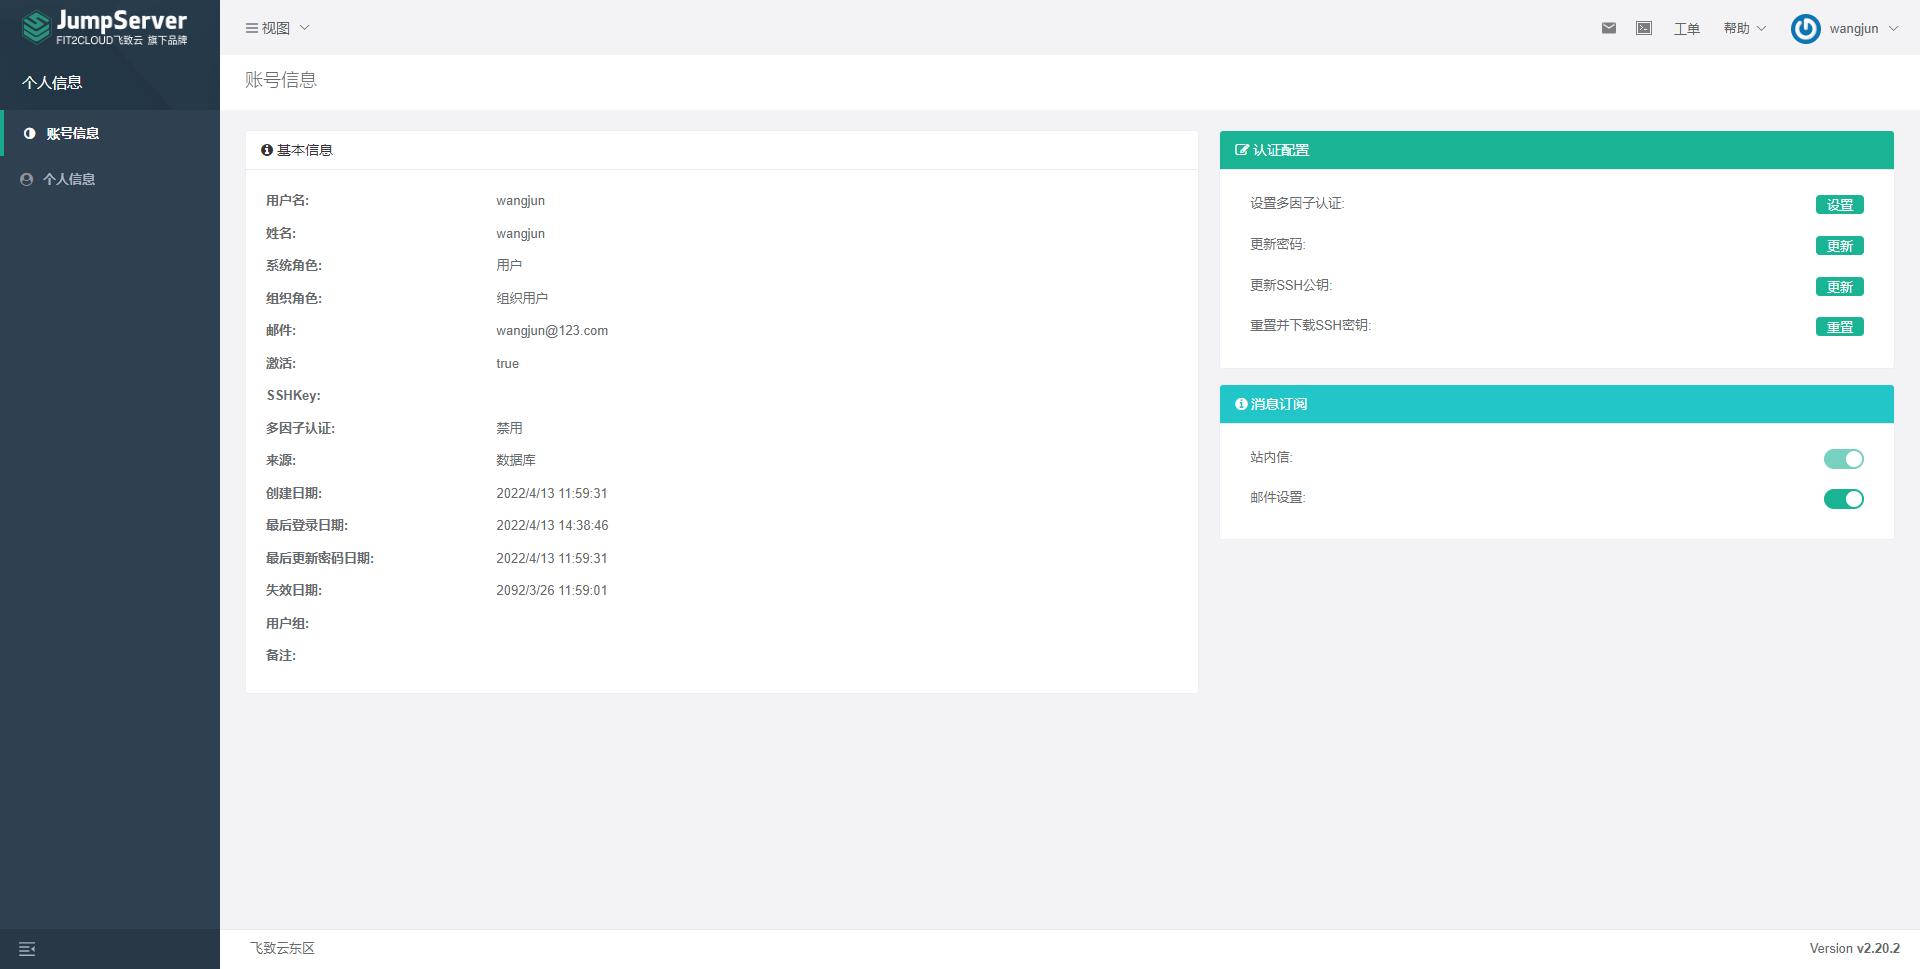 JumpServer
FIT2CLOUD飞致云 旗下品牌
视图
工单
帮助
wangjun
个人信息
账号信息
账号信息
个人信息
基本信息
用户名: wangjun
姓名: wangjun
系统角色: 用户
组织角色: 组织用户
邮件: wangjun@123.com
激活: true
SSHKey:
多因子认证: 禁用
来源: 数据库
创建日期: 2022/4/13 11:59:31
最后登录日期: 2022/4/13 14:38:46
最后更新密码日期: 2022/4/13 11:59:31
失效日期: 2092/3/26 11:59:01
用户组:
备注:
认证配置
设置多因子认证: 设置
更新密码: 更新
更新SSH公钥: 更新
重置并下载SSH密钥: 重置
消息订阅
站内信:
邮件设置:
飞致云东区
Version v2.20.2